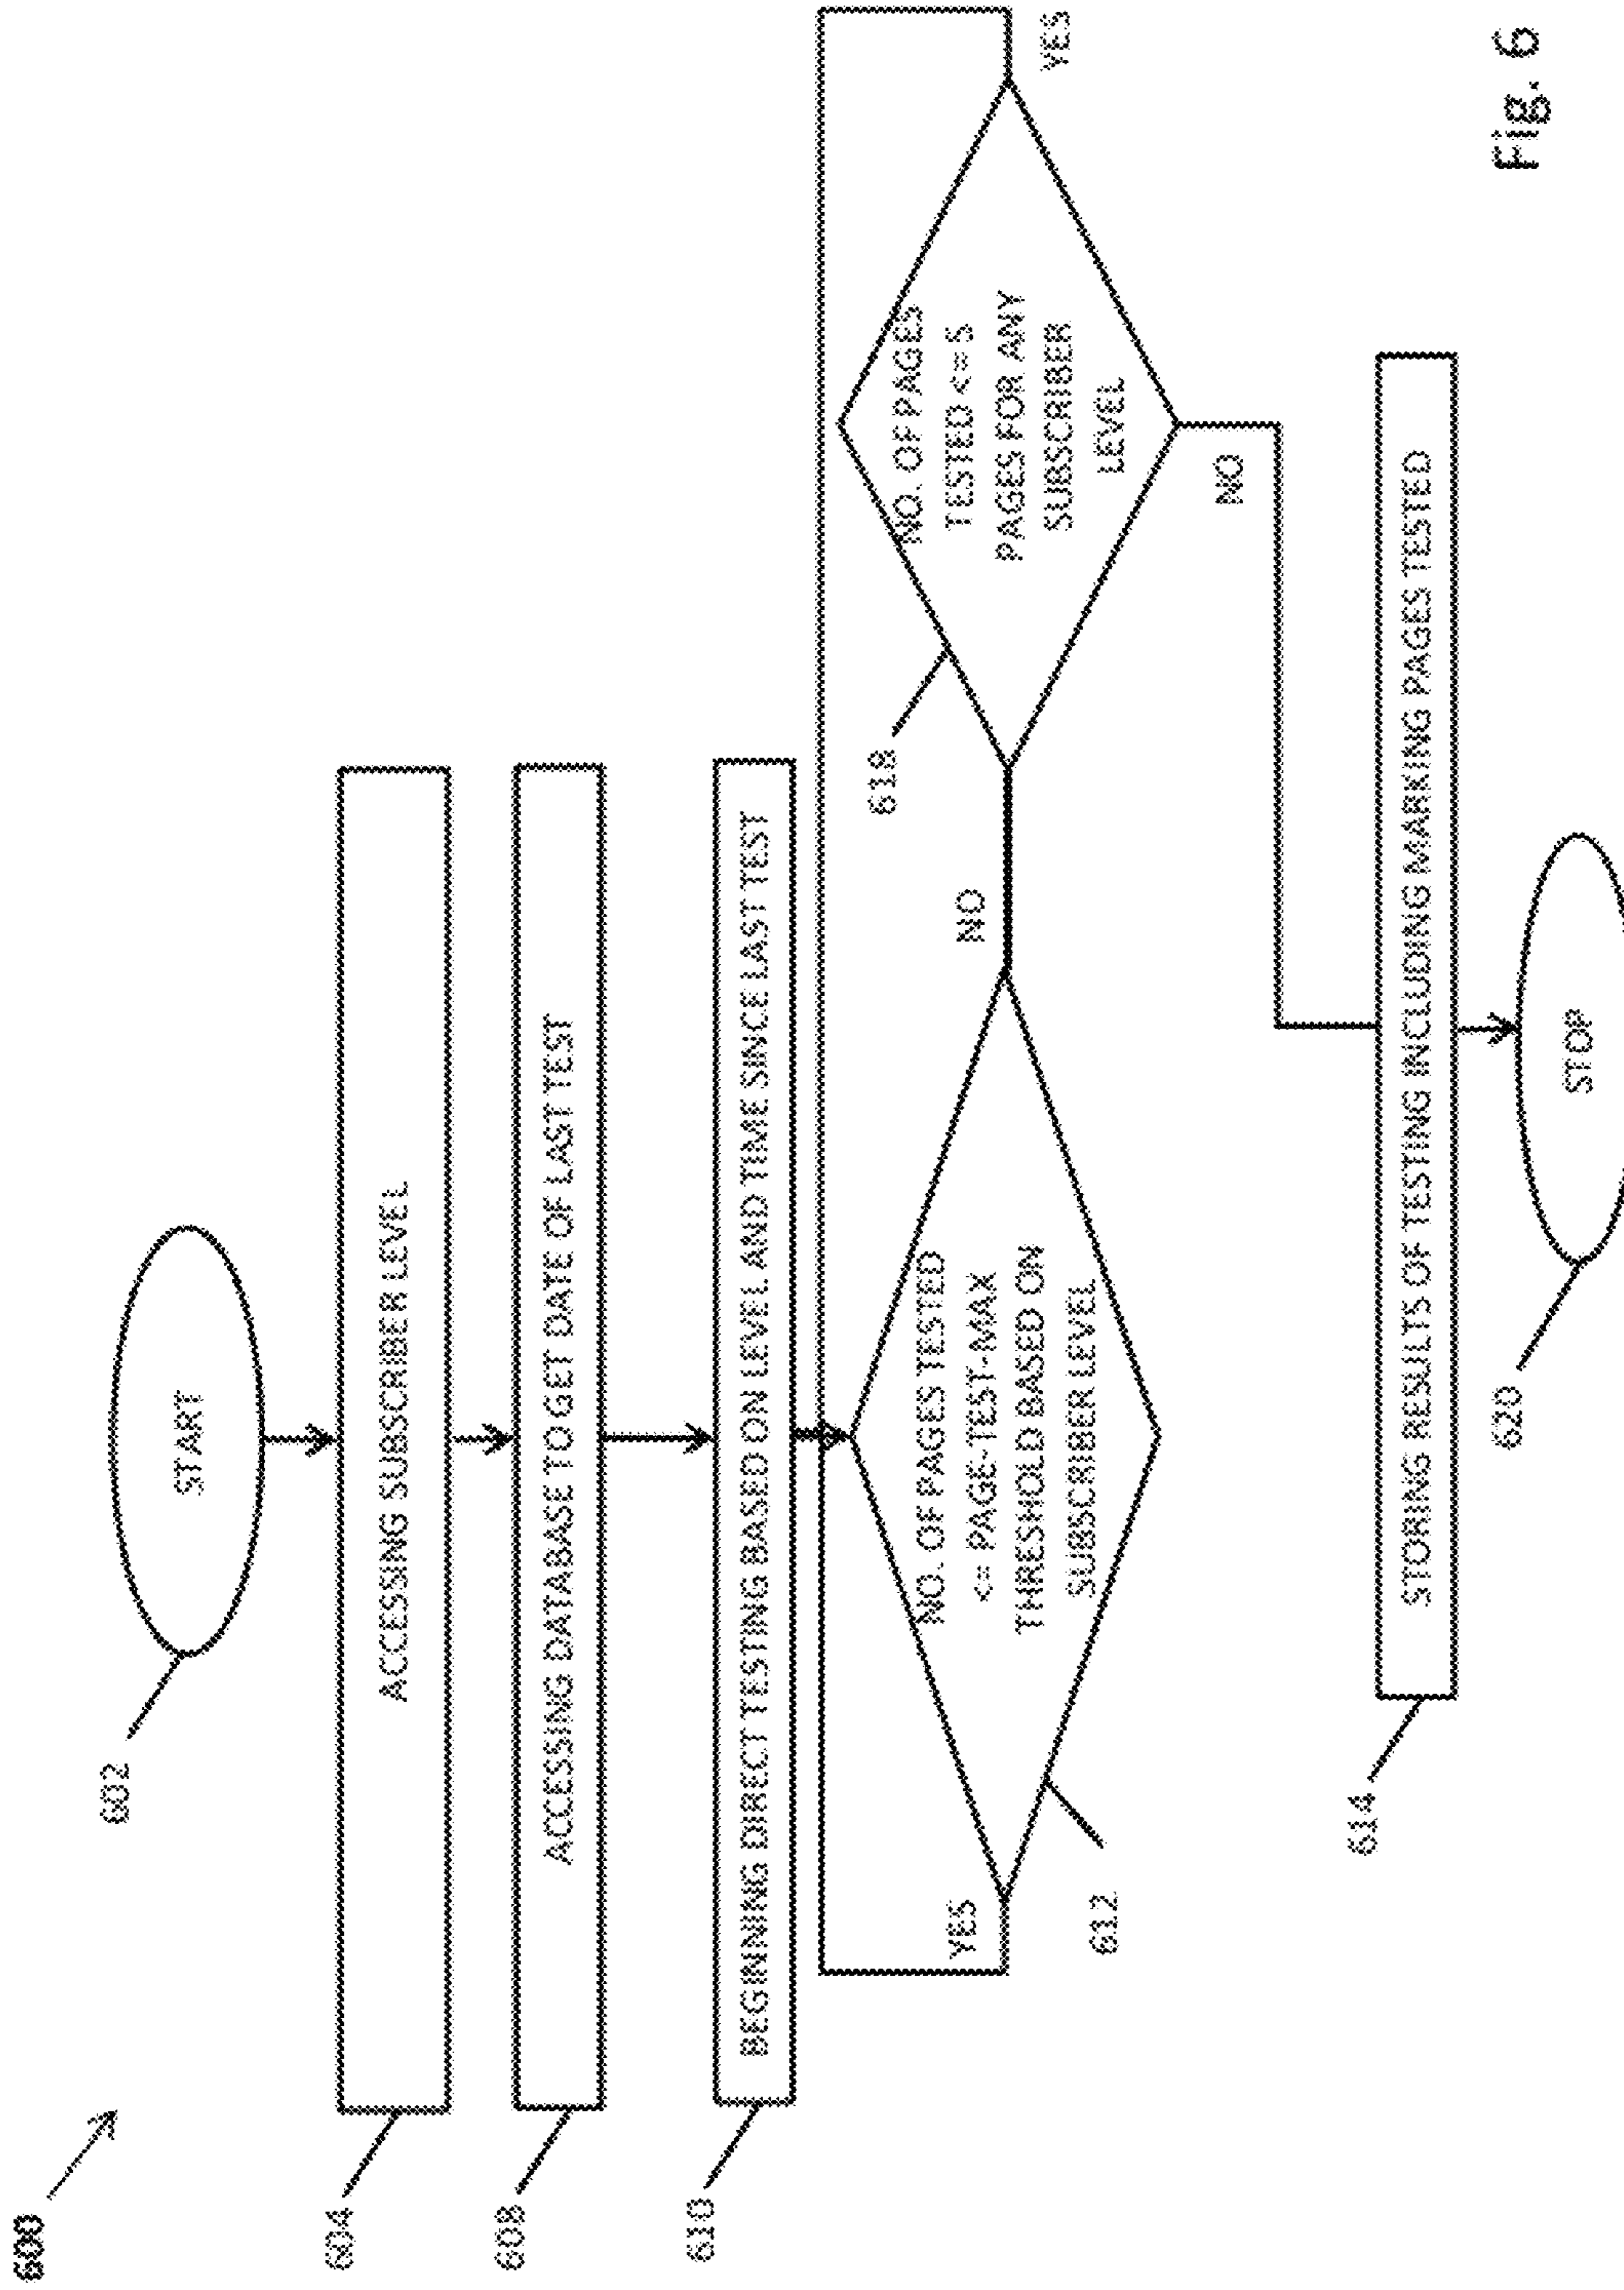 600
602
START
604
ACCESSING SUBSCRIBER LEVEL
608
ACCESSING DATABASE TO GET DATE OF LAST TEST
610
BEGINNING DIRECT TESTING BASED ON LEVEL AND TIME SINCE LAST TEST
YES
NO. OF PAGES TESTED
<= PAGE-TEST-MAX
THRESHOLD BASED ON
SUBSCRIBER LEVEL
612
NO
618
NO. OF PAGES
TESTED <= 5
PAGES FOR ANY
SUBSCRIBER
LEVEL
YES
NO
614
STORING RESULTS OF TESTING INCLUDING MARKING PAGES TESTED
620
STOP
Fig. 6